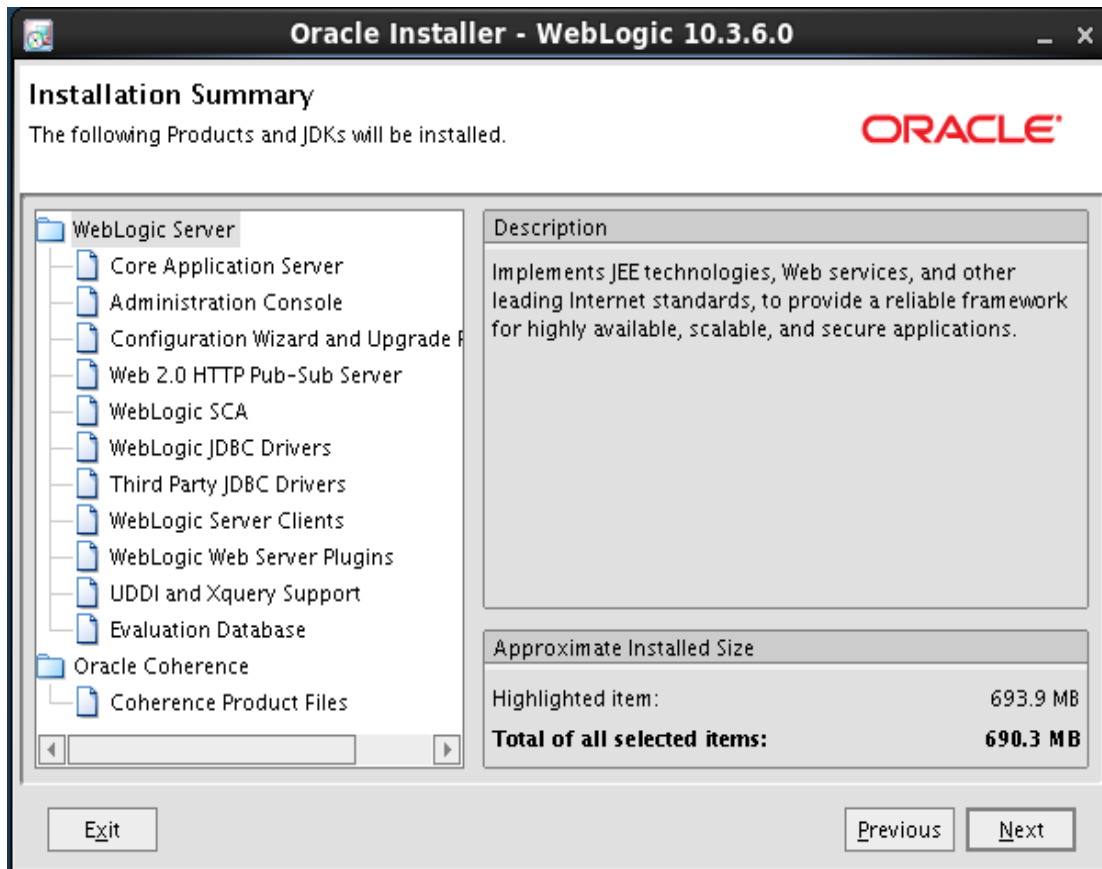 Oracle Installer - WebLogic 10.3.6.0
Installation Summary
The following Products and JDKs will be installed.
ORACLE
WebLogic Server
Core Application Server
Administration Console
Configuration Wizard and Upgrade
Web 2.0 HTTP Pub-Sub Server
WebLogic SCA
WebLogic JDBC Drivers
Third Party JDBC Drivers
WebLogic Server Clients
WebLogic Web Server Plugins
UDDI and Xquery Support
Evaluation Database
Oracle Coherence
Coherence Product Files
Description
Implements JEE technologies, Web services, and other
leading Internet standards, to provide a reliable framework
for highly available, scalable, and secure applications.
Approximate Installed Size
Highlighted item: 693.9 MB
Total of all selected items: 690.3 MB
Exit
Previous
Next